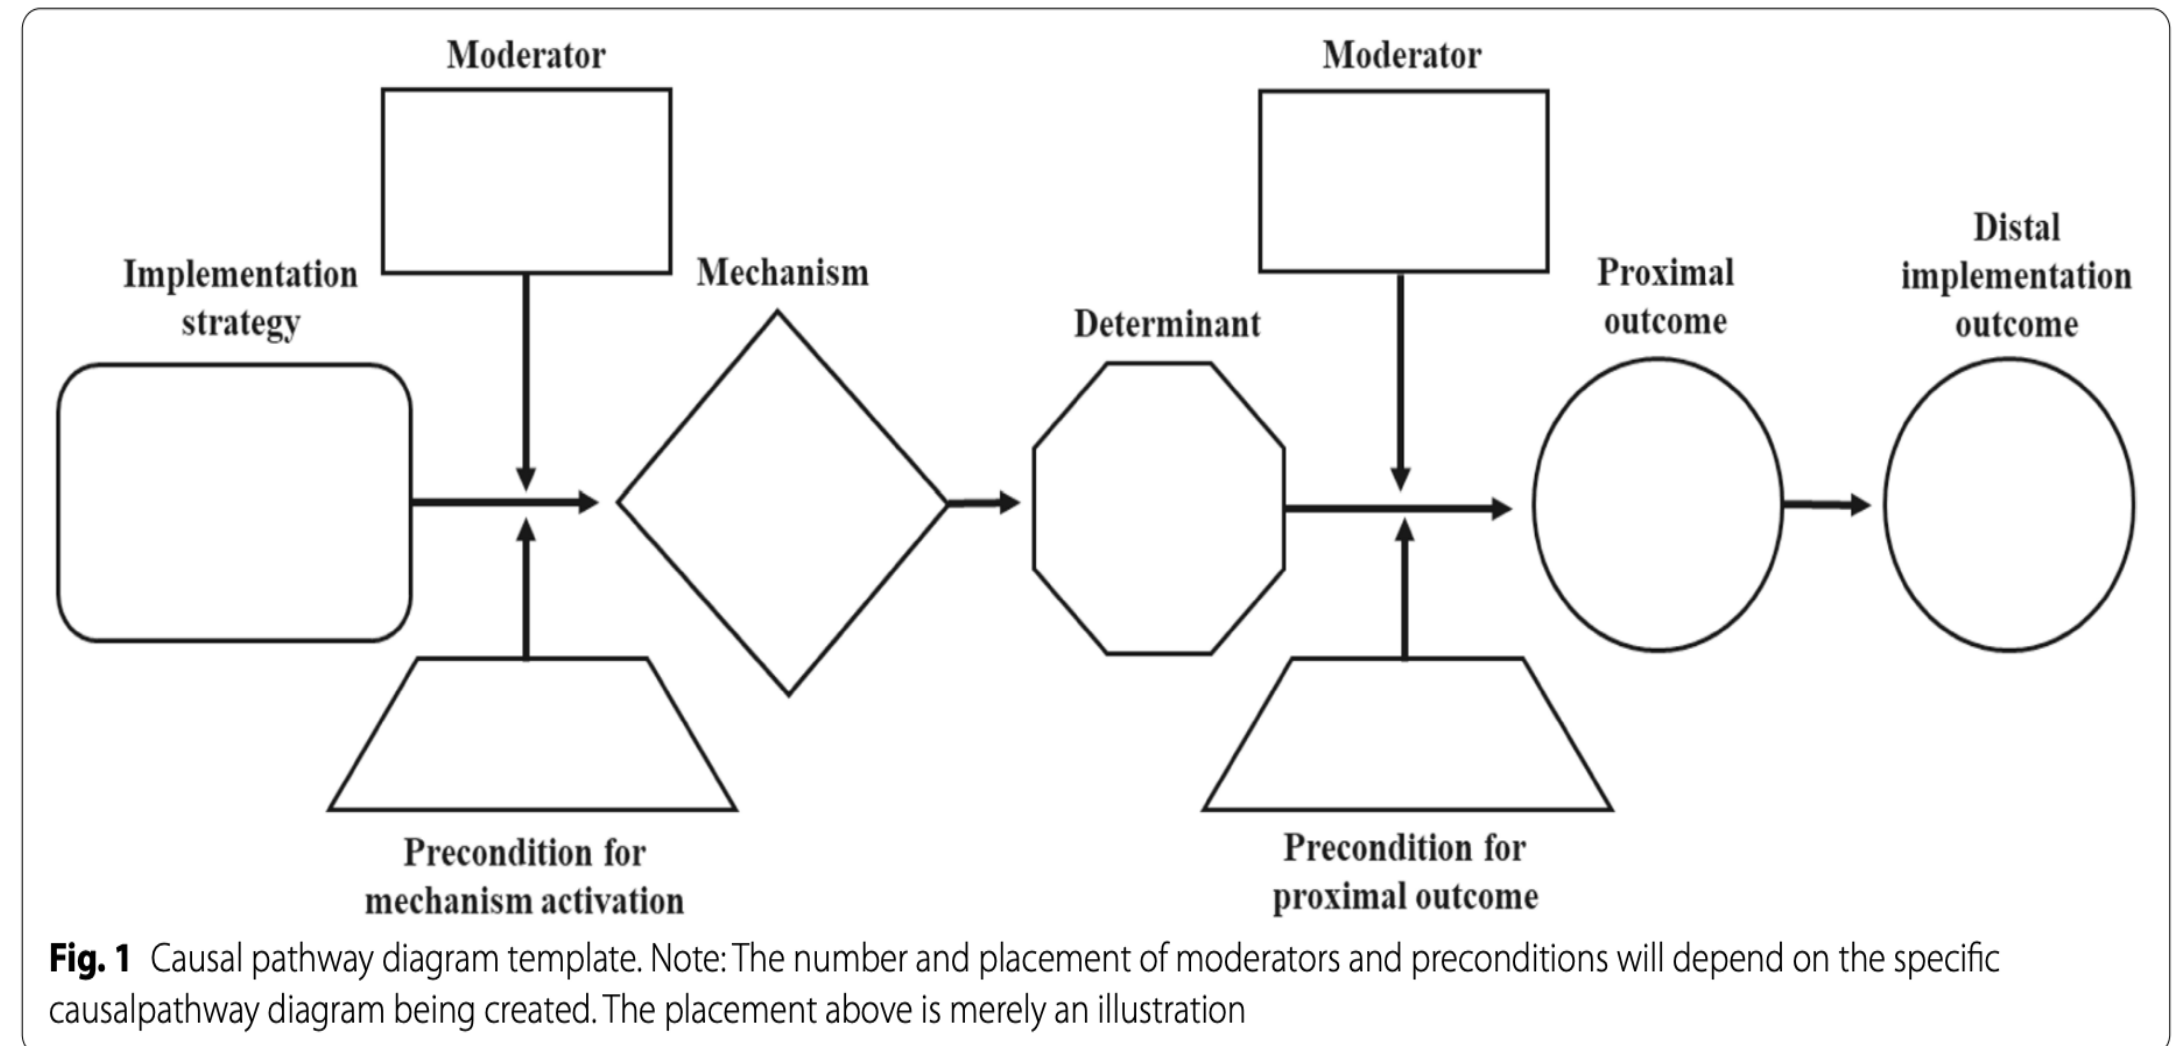 Moderator
Moderator
Implementation
strategy
Mechanism
Determinant
Proximal
outcome
Distal
implementation
outcome
Precondition for
mechanism activation
Precondition for
proximal outcome
Fig. 1 Causal pathway diagram template. Note: The number and placement of moderators and preconditions will depend on the specific
causalpathway diagram being created. The placement above is merely an illustration